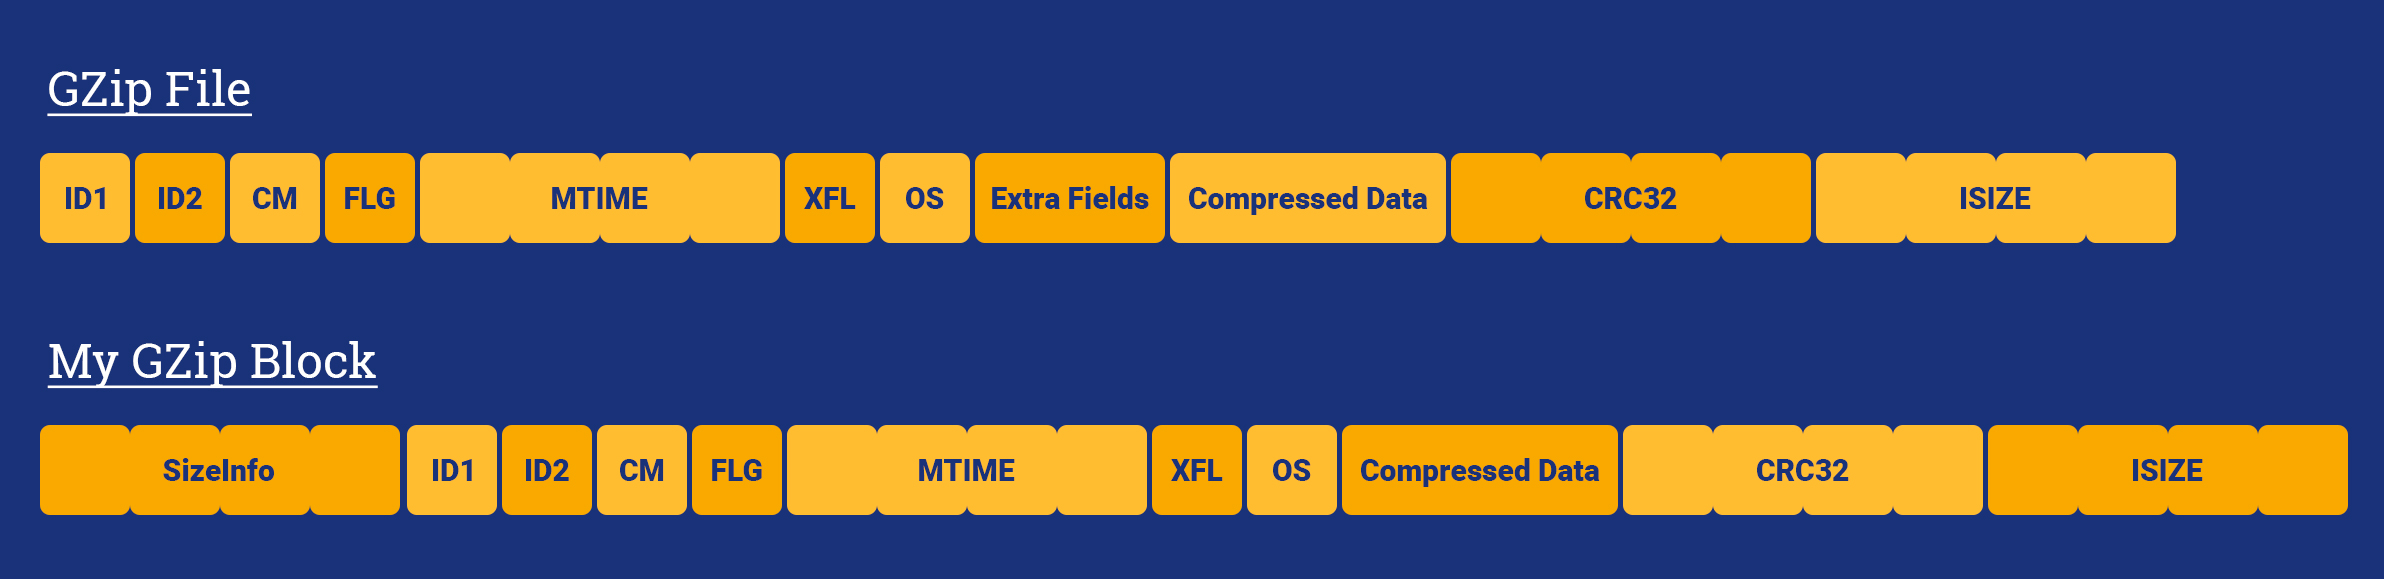 GZip File
ID1 ID2 CM FLG MTIME XFL OS Extra Fields Compressed Data CRC32 ISIZE
My GZip Block
SizeInfo ID1 ID2 CM FLG MTIME XFL OS Compressed Data CRC32 ISIZE